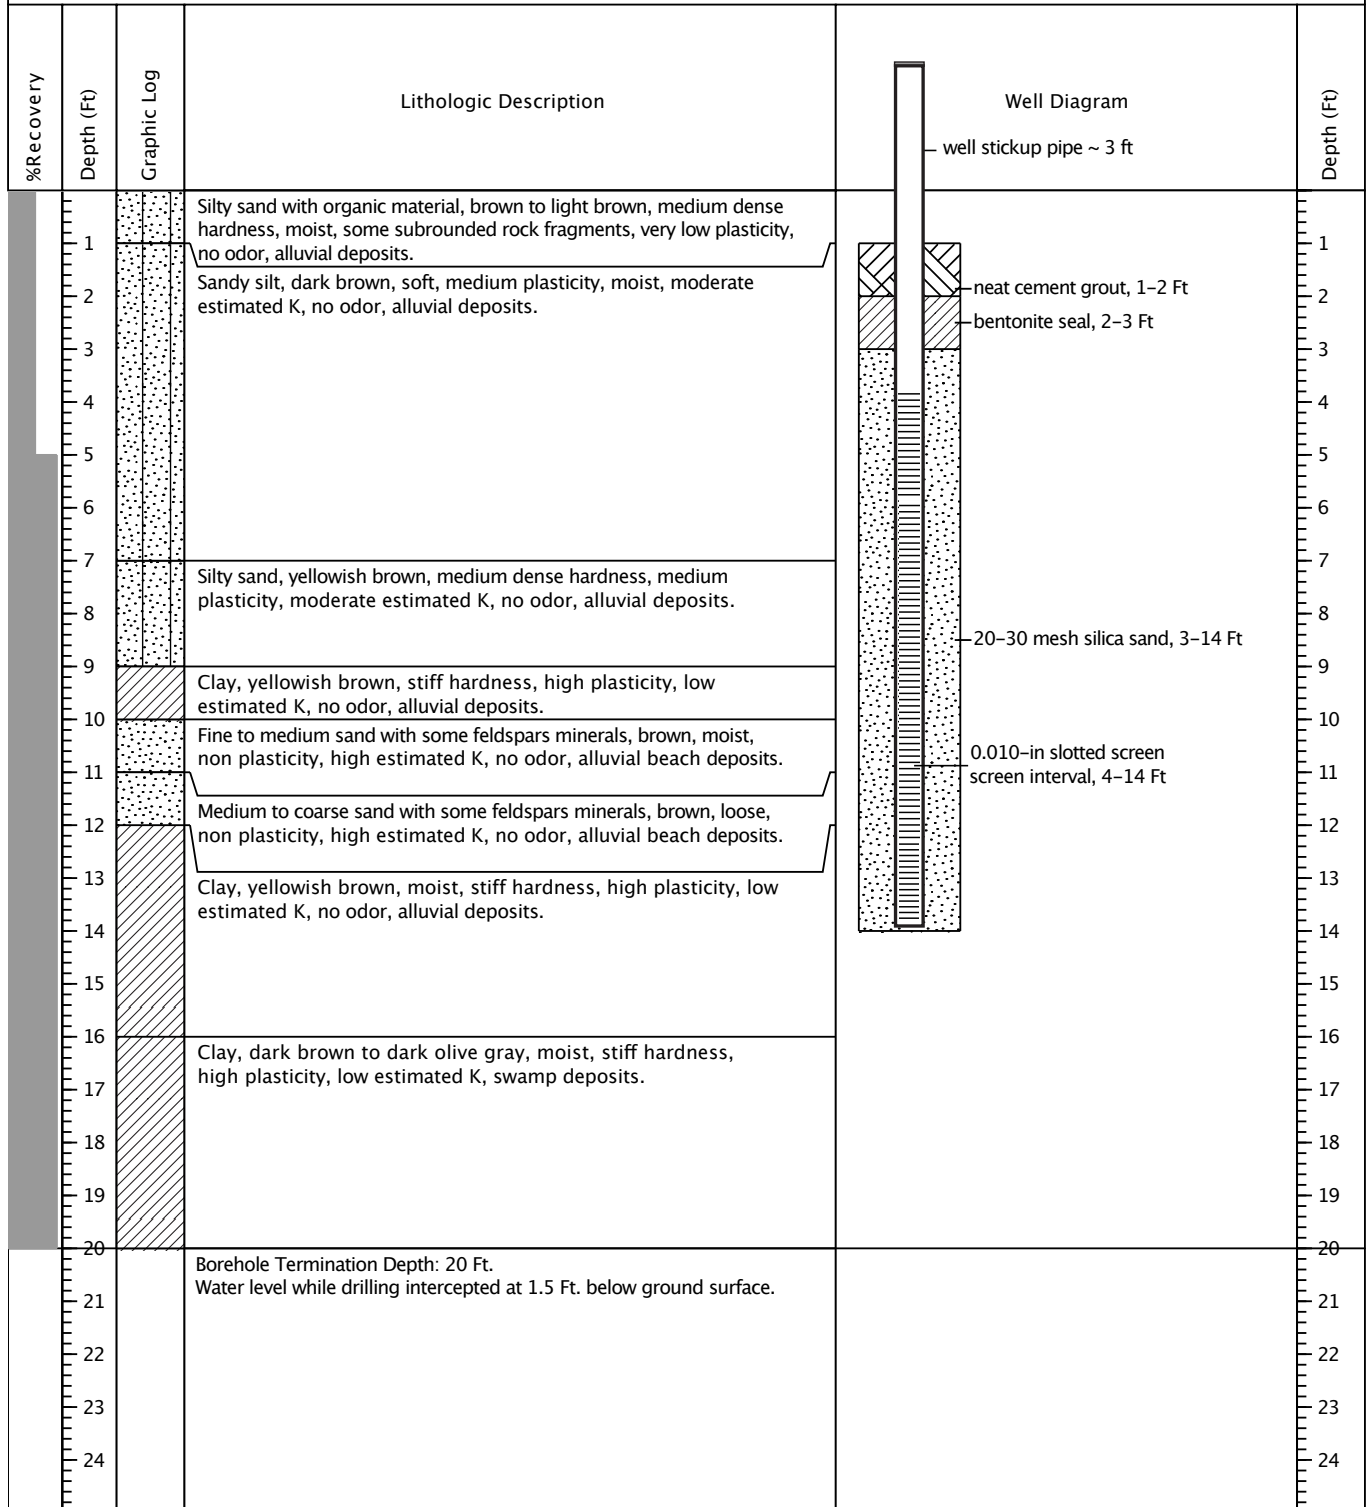 %Recovery
Depth (Ft)
Graphic Log
Lithologic Description
Well Diagram
Depth (Ft)
well stickup pipe ~ 3 ft
Silty sand with organic material, brown to light brown, medium dense
hardness, moist, some subrounded rock fragments, very low plasticity,
no odor, alluvial deposits.
Sandy silt, dark brown, soft, medium plasticity, moist, moderate
estimated K, no odor, alluvial deposits.
Silty sand, yellowish brown, medium dense hardness, medium
plasticity, moderate estimated K, no odor, alluvial deposits.
Clay, yellowish brown, stiff hardness, high plasticity, low
estimated K, no odor, alluvial deposits.
Fine to medium sand with some feldspars minerals, brown, moist,
non plasticity, high estimated K, no odor, alluvial beach deposits.
Medium to coarse sand with some feldspars minerals, brown, loose,
non plasticity, high estimated K, no odor, alluvial beach deposits.
Clay, yellowish brown, moist, stiff hardness, high plasticity, low
estimated K, no odor, alluvial deposits.
Clay, dark brown to dark olive gray, moist, stiff hardness,
high plasticity, low estimated K, swamp deposits.
Borehole Termination Depth: 20 Ft.
Water level while drilling intercepted at 1.5 Ft. below ground surface.
neat cement grout, 1–2 Ft
bentonite seal, 2–3 Ft
20–30 mesh silica sand, 3–14 Ft
0.010–in slotted screen
screen interval, 4–14 Ft
1
2
3
4
5
6
7
8
9
10
11
12
13
14
15
16
17
18
19
20
21
22
23
24
1
2
3
4
5
6
7
8
9
10
11
12
13
14
15
16
17
18
19
20
21
22
23
24